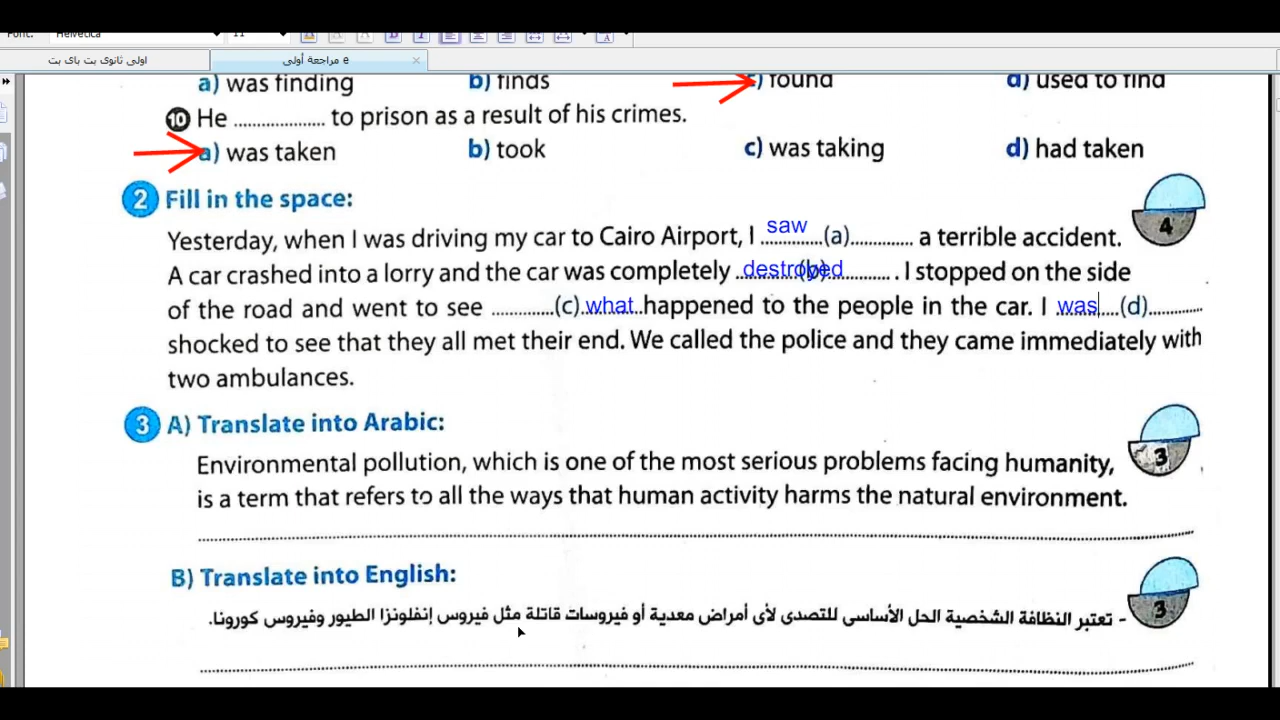 Font: Helvetica 11
اولى ثانوى بت باى بت
مراجعة أولى e
a) was finding b) finds c) found d) used to find
10 He .................... to prison as a result of his crimes.
a) was taken b) took c) was taking d) had taken
2 Fill in the space:
4
Yesterday, when I was driving my car to Cairo Airport, I saw ..............(a).............. a terrible accident.
A car crashed into a lorry and the car was completely destroyed ..............(b).............. . I stopped on the side
of the road and went to see ..............(c) what .............. happened to the people in the car. I was ..............(d)..............
shocked to see that they all met their end. We called the police and they came immediately with
two ambulances.
3 A) Translate into Arabic:
3
Environmental pollution, which is one of the most serious problems facing humanity,
is a term that refers to all the ways that human activity harms the natural environment.
B) Translate into English:
3
- تعتبر النظافة الشخصية الحل الأساسى للتصدى لأى أمراض معدية أو فيروسات قاتلة مثل فيروس إنفلونزا الطيور وفيروس كورونا.